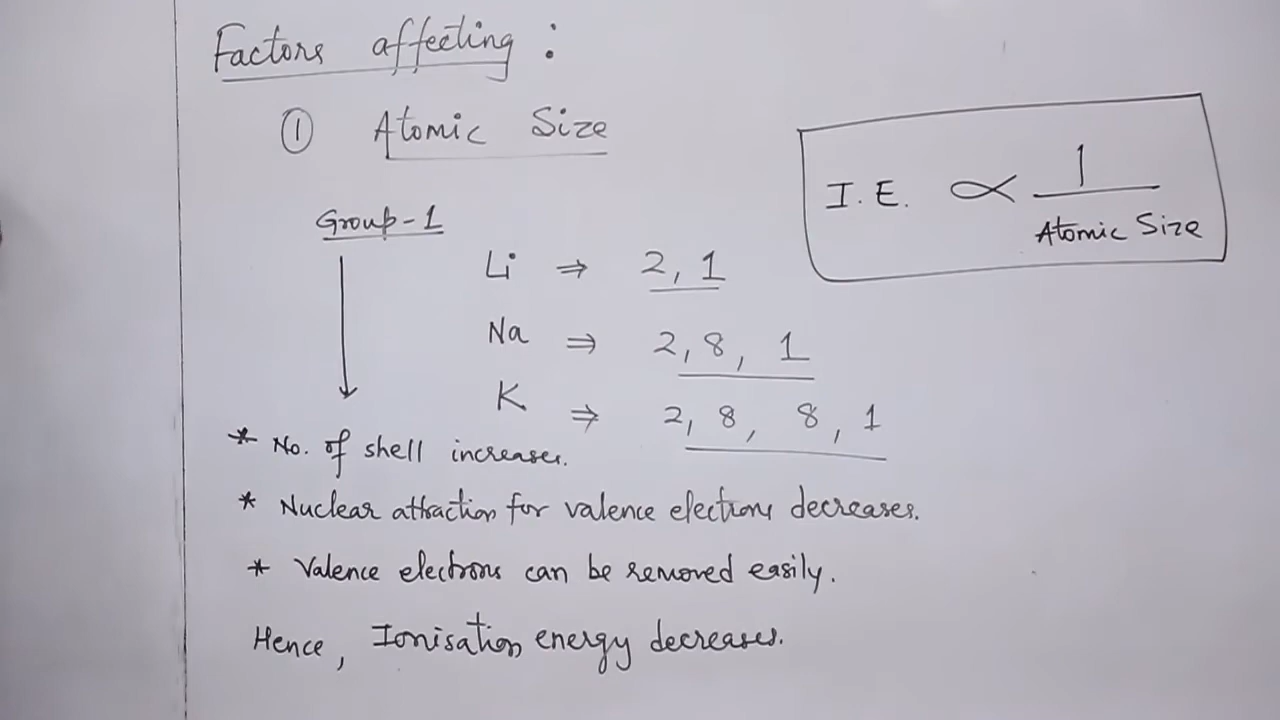 Factors affecting :
① Atomic Size
I.E. ∝ 1 / Atomic Size
Group-1
Li ⇒ 2, 1
Na ⇒ 2, 8, 1
K ⇒ 2, 8, 8, 1
* No. of shell increases.
* Nuclear attraction for valence electrons decreases.
* Valence electrons can be removed easily.
Hence, Ionisation energy decreases.